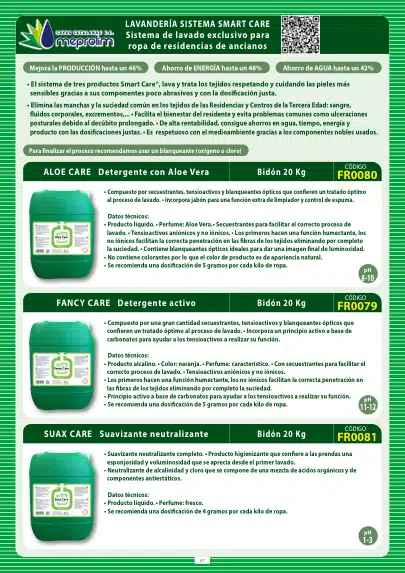 LAVANDERÍA SISTEMA SMART CARE
Sistema de lavado exclusivo para
ropa de residencias de ancianos
CAYRE CATALANAS S.L.
meprolim
Mejora la PRODUCCIÓN hasta un 46%
Ahorro de ENERGÍA hasta un 48%
Ahorro de AGUA hasta un 42%
• El sistema de tres productos Smart Care®, lava y trata los tejidos respetando y cuidando las pieles más
sensibles gracias a sus componentes poco abrasivos y con la dosificación justa.
• Elimina las manchas y la suciedad común en los tejidos de las Residencias y Centros de la Tercera Edad: sangre,
fluidos corporales, excrementos,... • Facilita el bienestar del residente y evita problemas comunes como ulceraciones
posturales debido al decúbito prolongado. • De alta rentabilidad, consigue ahorros en agua, tiempo, energía y
producto con las dosificaciones justas. • Es respetuoso con el medioambiente gracias a los componentes nobles usados.
Para finalizar el proceso recomendamos usar un blanqueante (oxígeno o cloro)
ALOE CARE Detergente con Aloe Vera
Bidón 20 Kg
CÓDIGO
FR0080
• Compuesto por secuestrantes, tensioactivos y blanqueantes ópticos que confieren un tratado óptimo
al proceso de lavado. • Incorpora jabón para una función extra de limpiador y control de espuma.
Datos técnicos:
• Producto líquido. • Perfume: Aloe Vera.• Secuestrantes para facilitar el correcto proceso de
lavado. • Tensioactivos aniónicos y no iónicos. • Los primeros hacen una función humectante, los
no iónicos facilitan la correcta penetración en las fibras de los tejidos eliminando por completo
la suciedad. • Contiene blanqueantes ópticos ideales para dar una imagen final de luminosidad.
• No contiene colorantes por lo que el color de producto es de apariencia natural.
• Se recomienda una dosificación de 5 gramos por cada kilo de ropa.
pH
8-10
Aloe Care
FANCY CARE Detergente activo
Bidón 20 Kg
CÓDIGO
FR0079
• Compuesto por una gran cantidad secuestrantes, tensioactivos y blanqueantes ópticos que
confieren un tratado óptimo al proceso de lavado. • Incorpora un principio activo a base de
carbonatos para ayudar a los tensioactivos a realizar su función.
Datos técnicos:
• Producto alcalino. • Color: naranja. • Perfume: característico. • Con secuestrantes para facilitar el
correcto proceso de lavado. • Tensioactivos aniónicos y no iónicos.
• Los primeros hacen una función humectante, los no iónicos facilitan la correcta penetración en
las fibras de los tejidos eliminando por completo la suciedad.
• Principio activo a base de carbonatos para ayudar a los tensioactivos a realizar su función.
• Se recomienda una dosificación de 5 gramos por cada kilo de ropa.
pH
11-12
Fancy Care
SUAX CARE Suavizante neutralizante
Bidón 20 Kg
CÓDIGO
FR0081
• Suavizante neutralizante completo. • Producto higienizante que confiere a las prendas una
esponjosidad y voluminosidad que se aprecia desde el primer lavado.
• Neutralizante de alcalinidad y cloro que se compone de una mezcla de ácidos orgánicos y de
componentes antiestáticos.
Datos técnicos:
• Producto líquido. • Perfume: fresco.
• Se recomienda una dosificación de 4 gramos por cada kilo de ropa.
pH
1-3
Suax Care
67